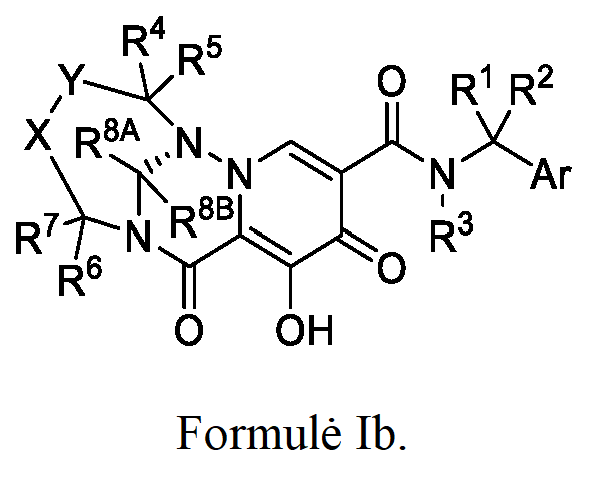 R⁴
Y R⁵ O R¹ R²
X R⁸ᴬ N N N Ar
R⁸ᴮ R³
R⁷ N O
R⁶
O OH
Formulė Ib.